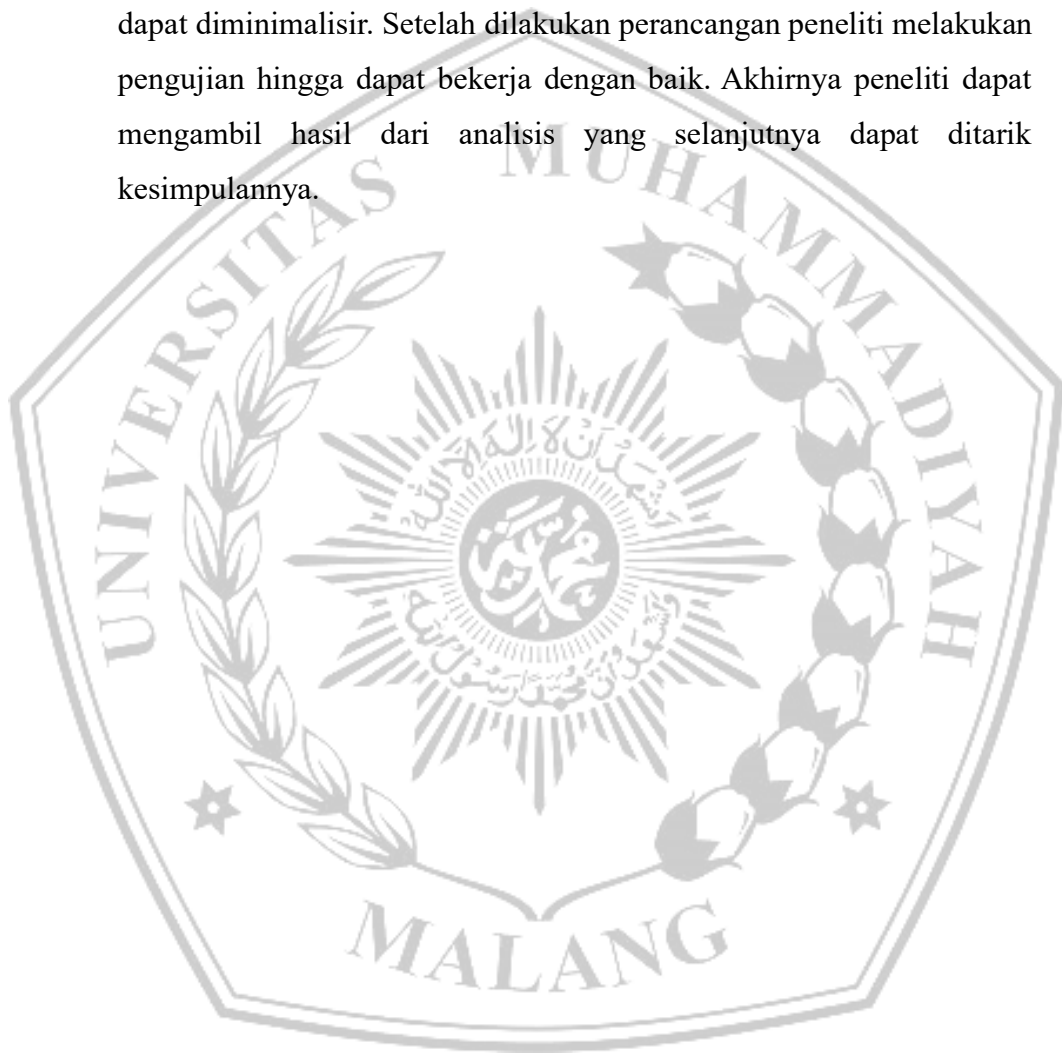 dapat diminimalisir. Setelah dilakukan perancangan peneliti melakukan
pengujian hingga dapat bekerja dengan baik. Akhirnya peneliti dapat
mengambil hasil dari analisis yang selanjutnya dapat ditarik
kesimpulannya.
UNIVERSITAS MUHAMMADIYAH
MALANG